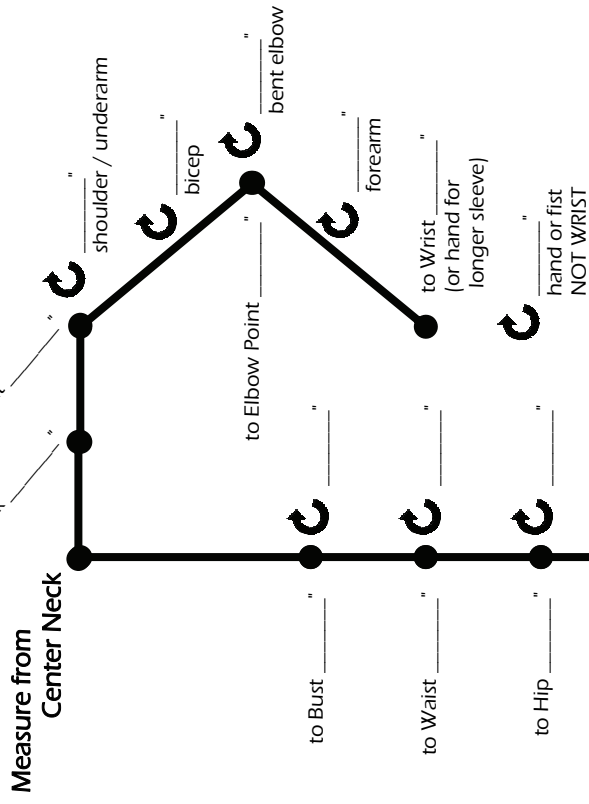 Measure from
Center Neck
______"
______"
______"
shoulder / underarm
______"
bicep
______"
bent elbow
to Elbow Point ______"
to Bust ______"
______"
______"
forearm
to Waist ______"
______"
to Wrist ______"
(or hand for
longer sleeve)
to Hip ______"
______"
______"
hand or fist
NOT WRIST